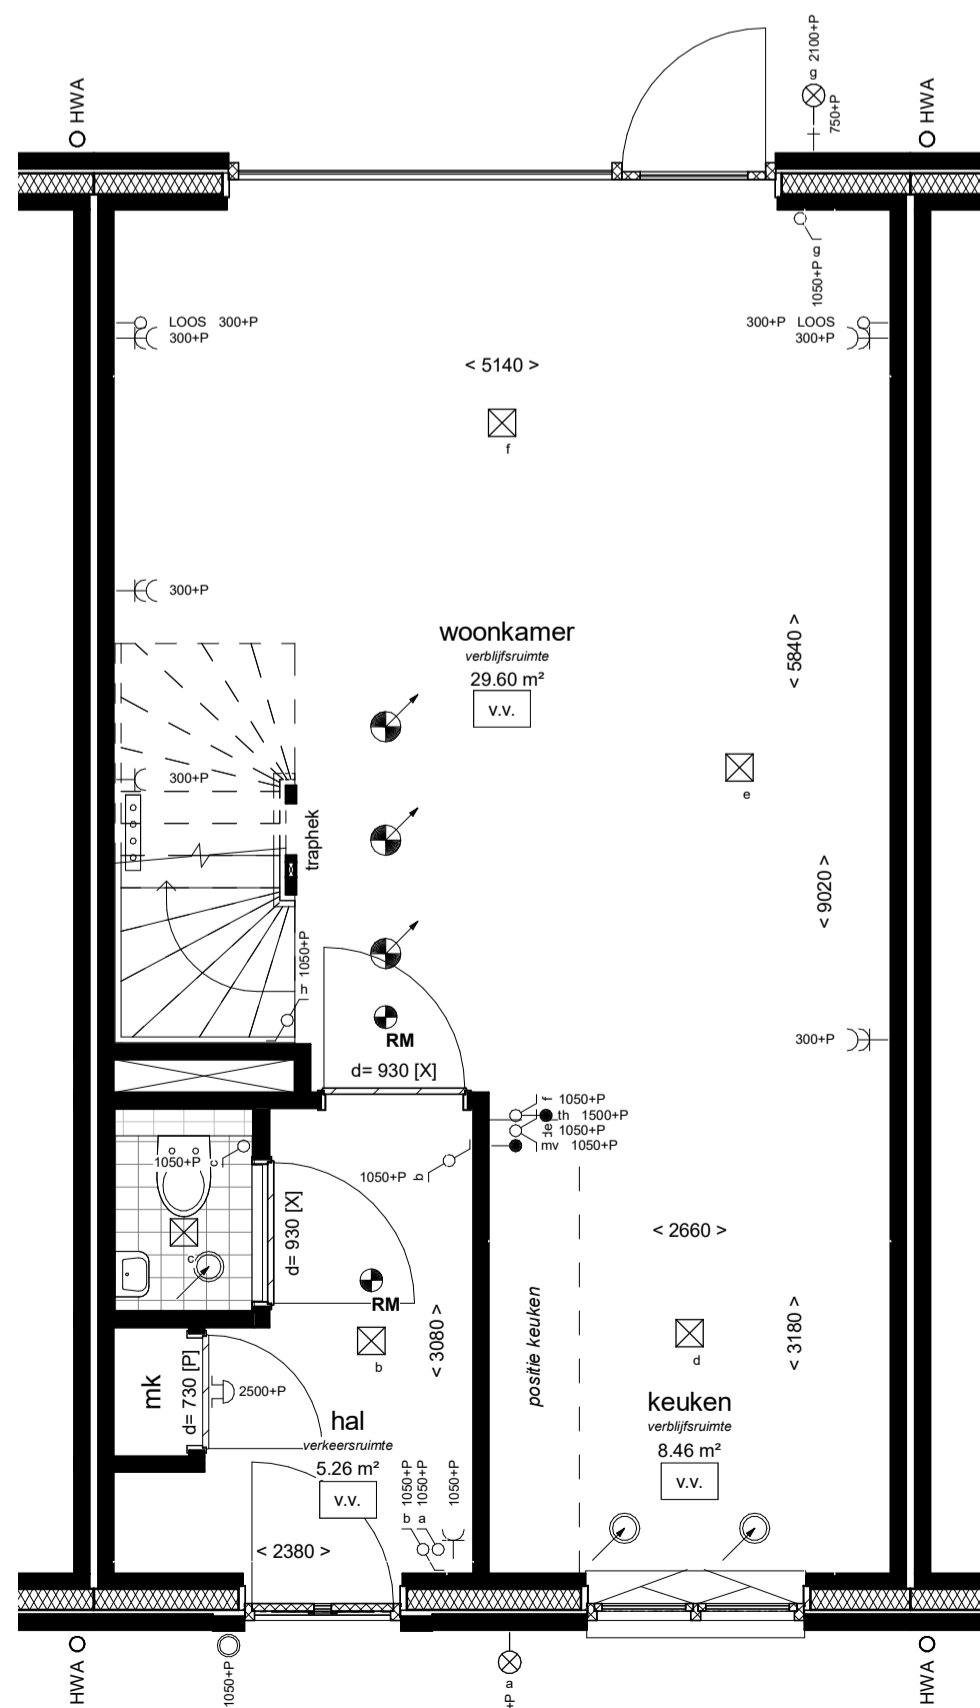 g 2100+P
HWA
HWA
750+P
g
1050+P
LOOS 300+P
300+P
300+P LOOS
300+P
< 5140 >
f
300+P
woonkamer
verblijfsruimte
29.60 m²
v.v.
< 5840 >
300+P
e
traphek
< 9020 >
h 1050+P
RM
300+P
d= 930 [X]
f 1050+P
th 1500+P
de 1050+P
mv 1050+P
1050+P c
1050+P b
d= 930 [X]
c
< 2660 >
RM
b
< 3080 >
positie keuken
d
< 3180 >
mk
d= 730 [P]
2500+P
hal
verkeersruimte
5.26 m²
v.v.
keuken
verblijfsruimte
8.46 m²
v.v.
b 1050+P
a 1050+P
1050+P
< 2380 >
HWA
1050+P
a
+P
HWA